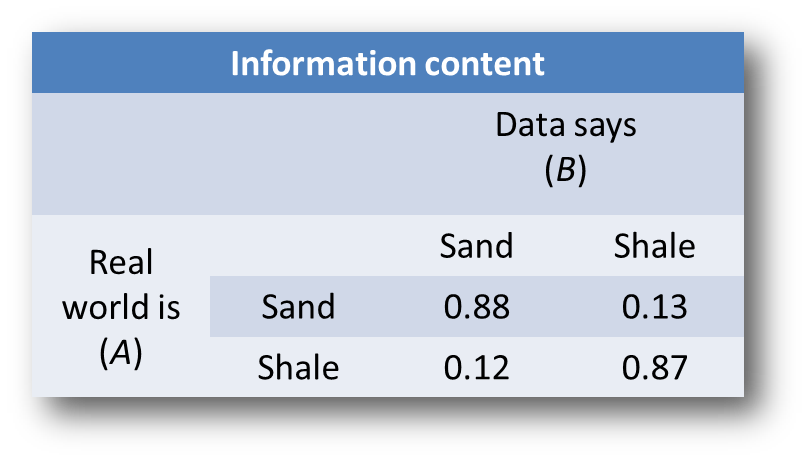 Information content
Data says
(B)
Real
world is
(A)
Sand Shale
Sand 0.88 0.13
Shale 0.12 0.87